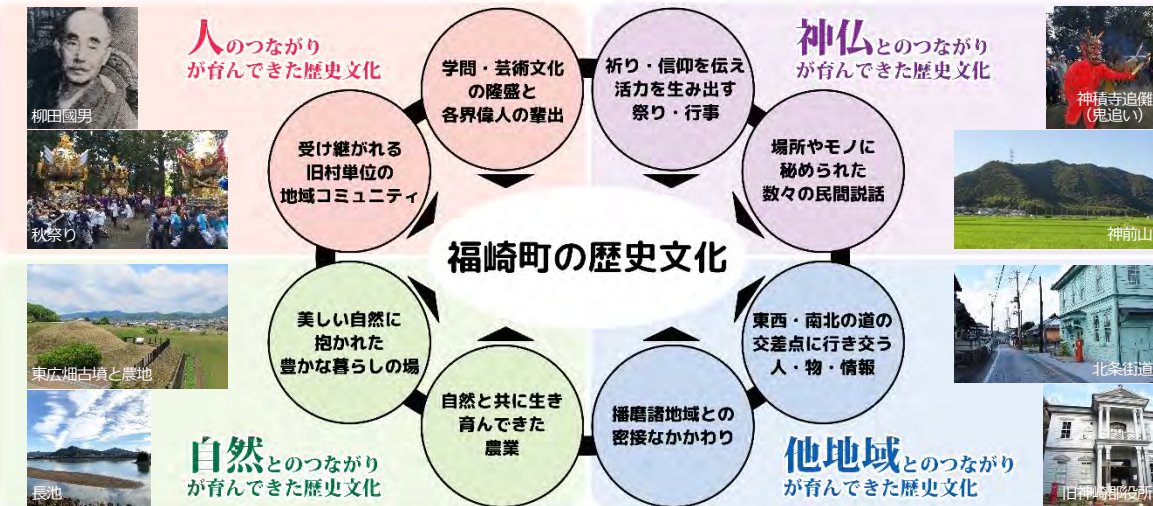 人のつながり
が育んできた歴史文化
柳田國男
秋祭り
学問・芸術文化
の隆盛と
各界偉人の輩出
受け継がれる
旧村単位の
地域コミュニティ
神仏とのつながり
が育んできた歴史文化
祈り・信仰を伝え
活力を生み出す
祭り・行事
場所やモノに
秘められた
数々の民間説話
神積寺追儺
（鬼追い）
神前山
福崎町の歴史文化
美しい自然に
抱かれた
豊かな暮らしの場
自然と共に生き
育んできた
農業
東広畑古墳と農地
長池
自然とのつながり
が育んできた歴史文化
東西・南北の道の
交差点に行き交う
人・物・情報
播磨諸地域との
密接なかかわり
北条街道
旧神崎郡役所
他地域とのつながり
が育んできた歴史文化